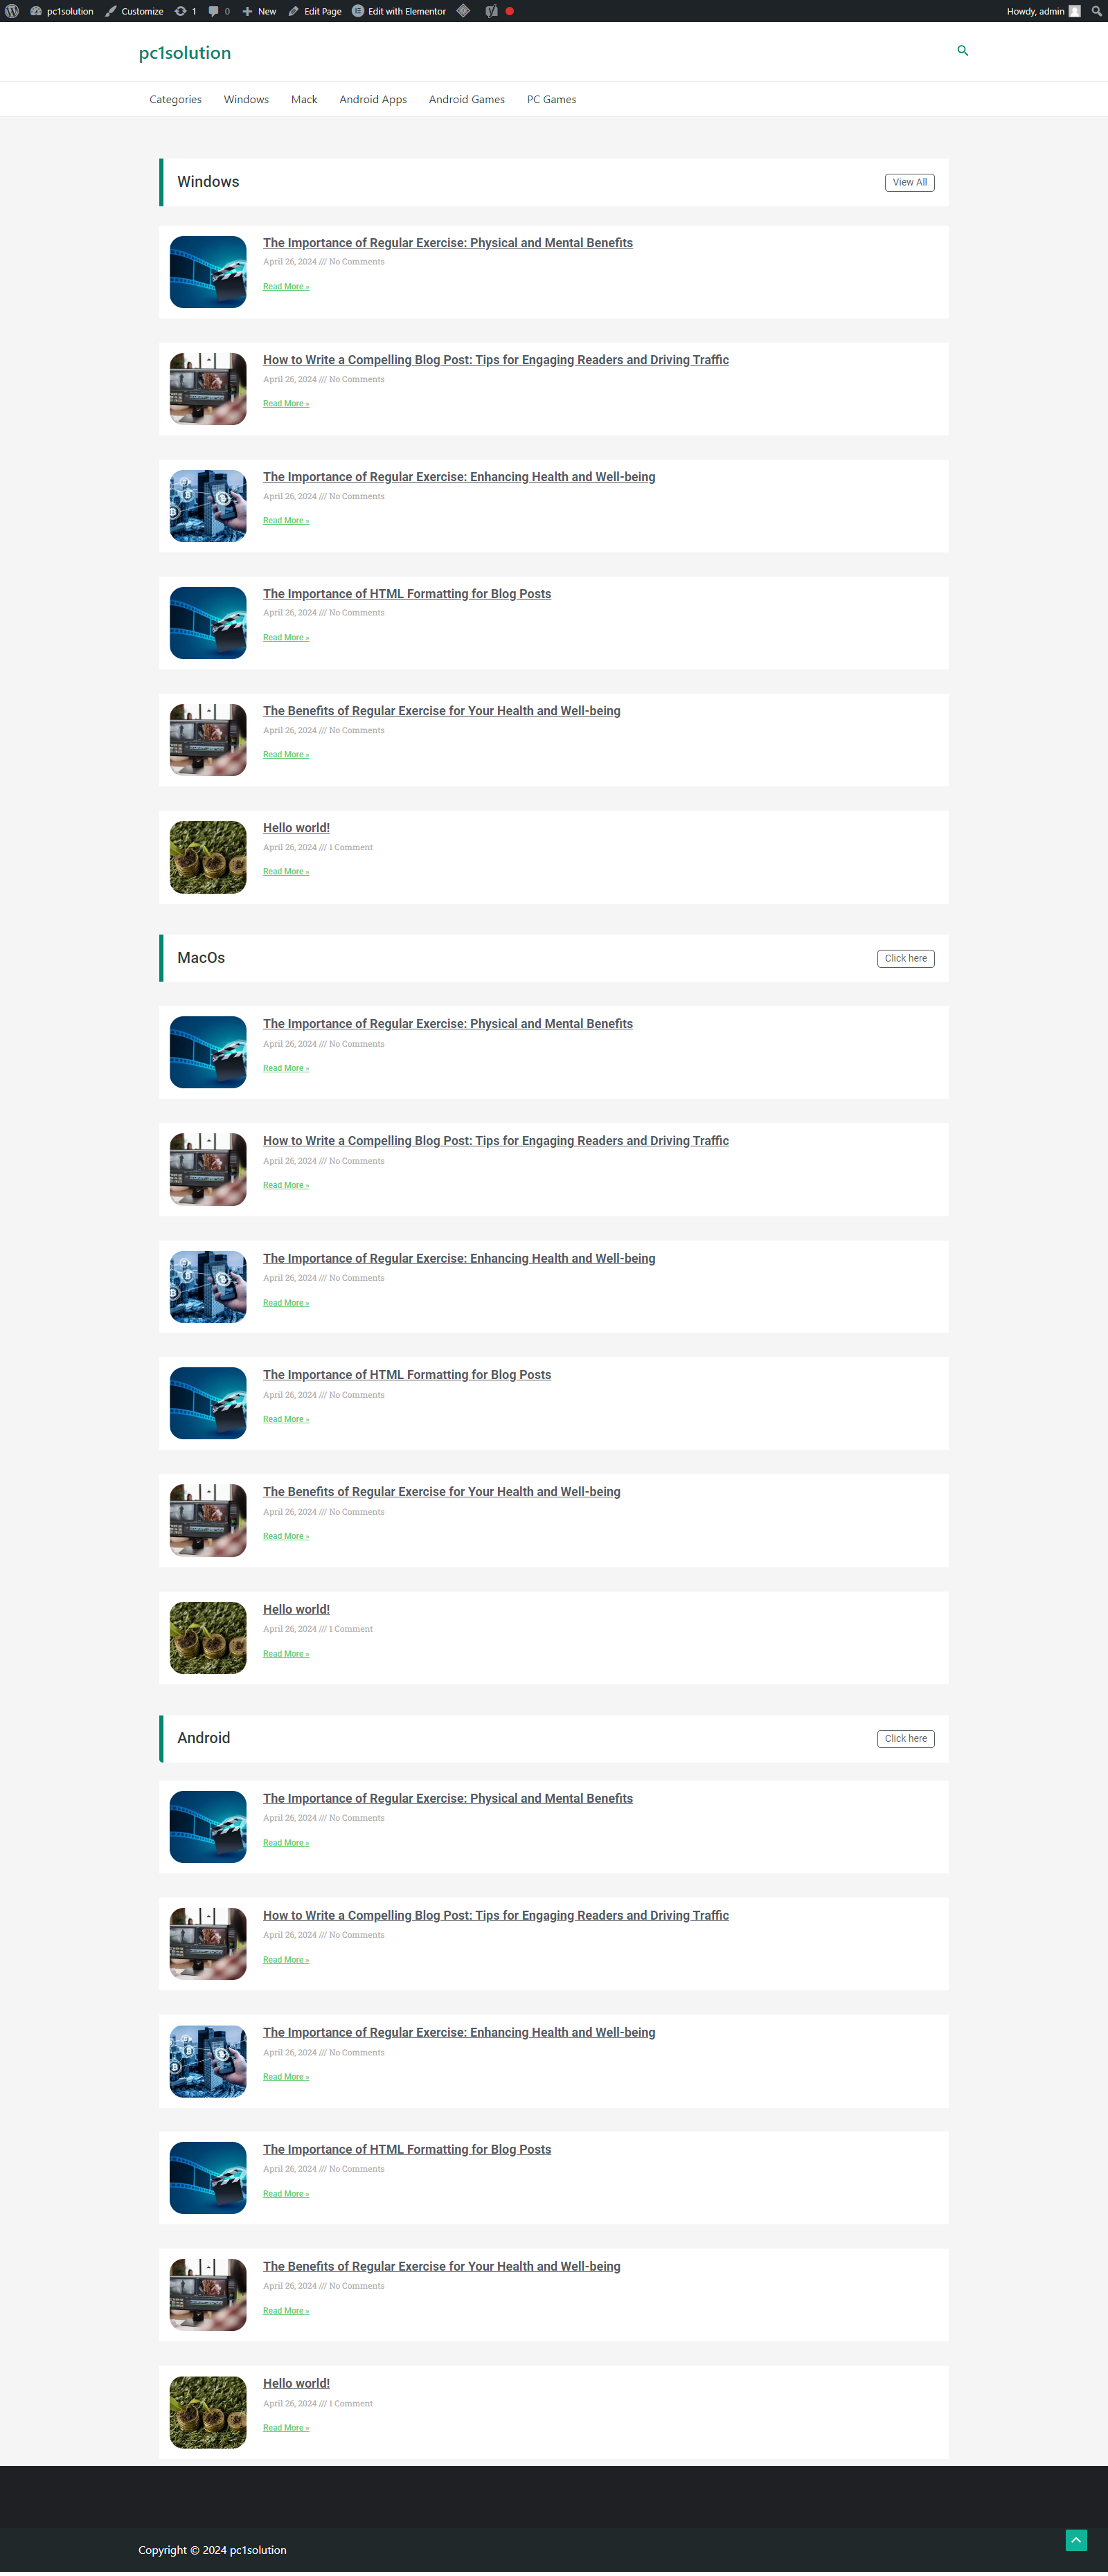 pc1solution Customize 1 0 New Edit Page Edit with Elementor Howdy, admin
pc1solution
Categories Windows Mack Android Apps Android Games PC Games
Windows View All
The Importance of Regular Exercise: Physical and Mental Benefits
April 26, 2024 /// No Comments
Read More »
How to Write a Compelling Blog Post: Tips for Engaging Readers and Driving Traffic
April 26, 2024 /// No Comments
Read More »
The Importance of Regular Exercise: Enhancing Health and Well-being
April 26, 2024 /// No Comments
Read More »
The Importance of HTML Formatting for Blog Posts
April 26, 2024 /// No Comments
Read More »
The Benefits of Regular Exercise for Your Health and Well-being
April 26, 2024 /// No Comments
Read More »
Hello world!
April 26, 2024 /// 1 Comment
Read More »
MacOs Click here
The Importance of Regular Exercise: Physical and Mental Benefits
April 26, 2024 /// No Comments
Read More »
How to Write a Compelling Blog Post: Tips for Engaging Readers and Driving Traffic
April 26, 2024 /// No Comments
Read More »
The Importance of Regular Exercise: Enhancing Health and Well-being
April 26, 2024 /// No Comments
Read More »
The Importance of HTML Formatting for Blog Posts
April 26, 2024 /// No Comments
Read More »
The Benefits of Regular Exercise for Your Health and Well-being
April 26, 2024 /// No Comments
Read More »
Hello world!
April 26, 2024 /// 1 Comment
Read More »
Android Click here
The Importance of Regular Exercise: Physical and Mental Benefits
April 26, 2024 /// No Comments
Read More »
How to Write a Compelling Blog Post: Tips for Engaging Readers and Driving Traffic
April 26, 2024 /// No Comments
Read More »
The Importance of Regular Exercise: Enhancing Health and Well-being
April 26, 2024 /// No Comments
Read More »
The Importance of HTML Formatting for Blog Posts
April 26, 2024 /// No Comments
Read More »
The Benefits of Regular Exercise for Your Health and Well-being
April 26, 2024 /// No Comments
Read More »
Hello world!
April 26, 2024 /// 1 Comment
Read More »
Copyright © 2024 pc1solution